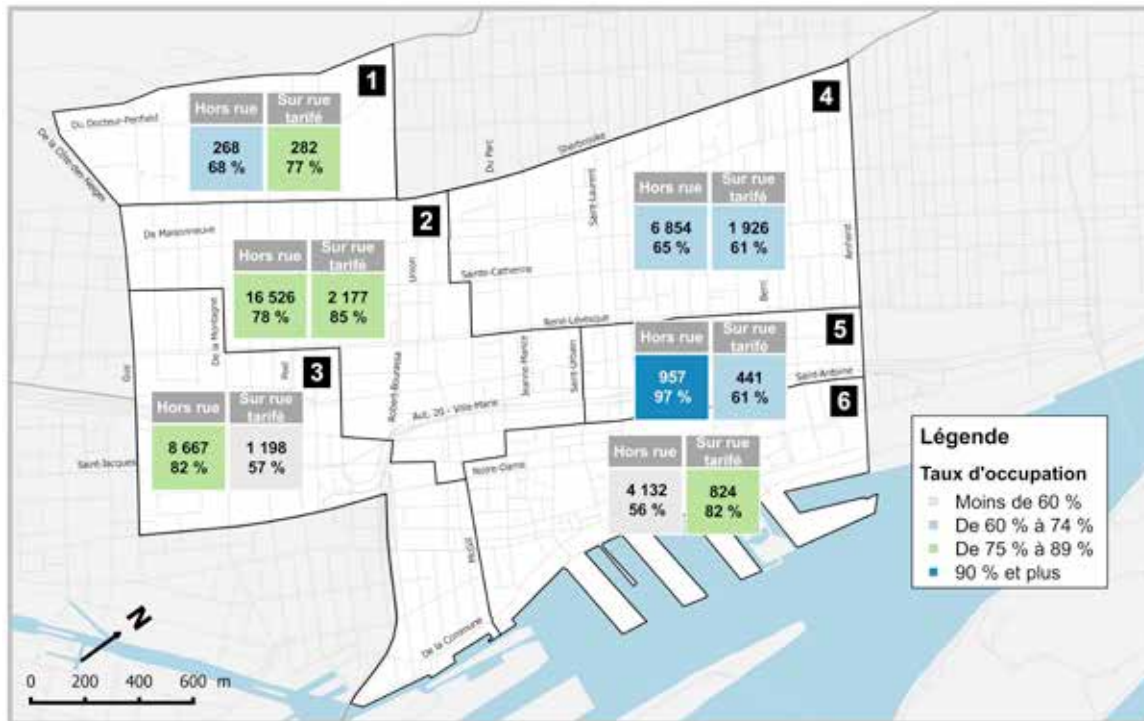 1
Hors rue
Sur rue tarifé
268
68 %
282
77 %
Du Docteur-Penfield
De la Côte-des-Neiges
Du Parc
Sherbrooke
4
Saint-Laurent
Hors rue
Sur rue tarifé
6 854
65 %
1 926
61 %
Amherst
Berri
2
De Maisonneuve
Union
Sainte-Catherine
Hors rue
Sur rue tarifé
16 526
78 %
2 177
85 %
René-Lévesque
De la Montagne
Guy
Peel
3
Robert-Bourassa
Jeanne-Mance
Saint-Urbain
Aut. 20 - Ville-Marie
5
Hors rue
Sur rue tarifé
957
97 %
441
61 %
Saint-Antoine
6
Hors rue
Sur rue tarifé
8 667
82 %
1 198
57 %
Saint-Jacques
Notre-Dame
Hors rue
Sur rue tarifé
4 132
56 %
824
82 %
McGill
De la Commune
Légende
Taux d'occupation
Moins de 60 %
De 60 % à 74 %
De 75 % à 89 %
90 % et plus
N
0 200 400 600 m